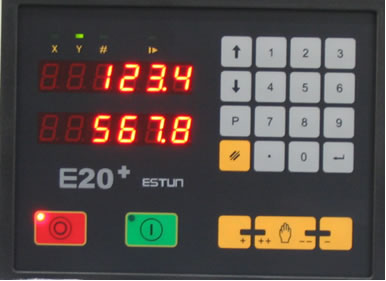 X Y #
123.4
567.8
E20+ ESTUN
1 2 3
4 5 6
P 7 8 9
. 0
+ ++ -- -